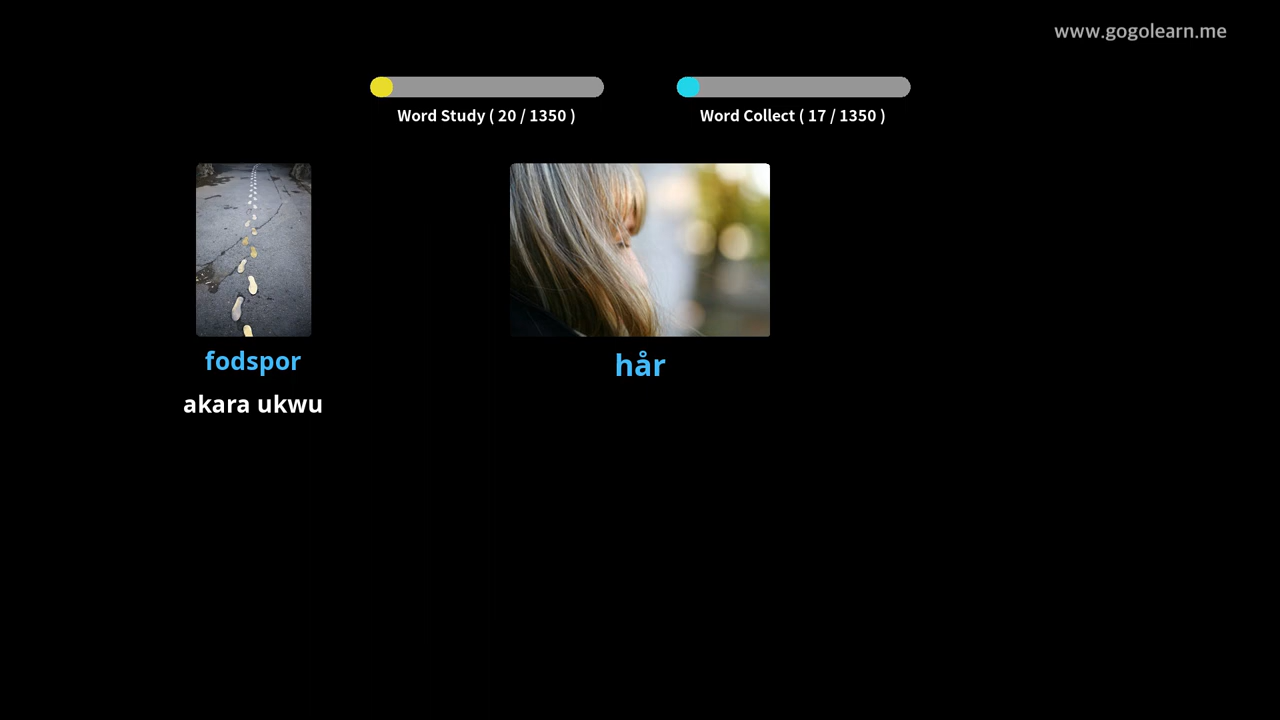 www.gogolearn.me
Word Study ( 20 / 1350 )
Word Collect ( 17 / 1350 )
fodspor
hår
akara ukwu